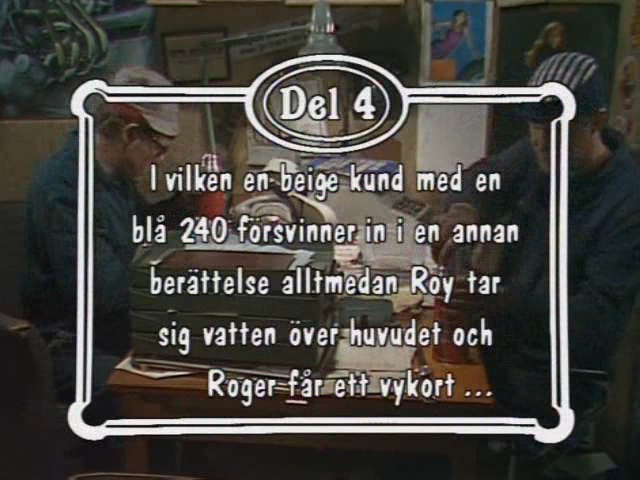 Del 4
I vilken en beige kund med en
blå 240 försvinner in i en annan
berättelse alltmedan Roy tar
sig vatten över huvudet och
Roger får ett vykort ...